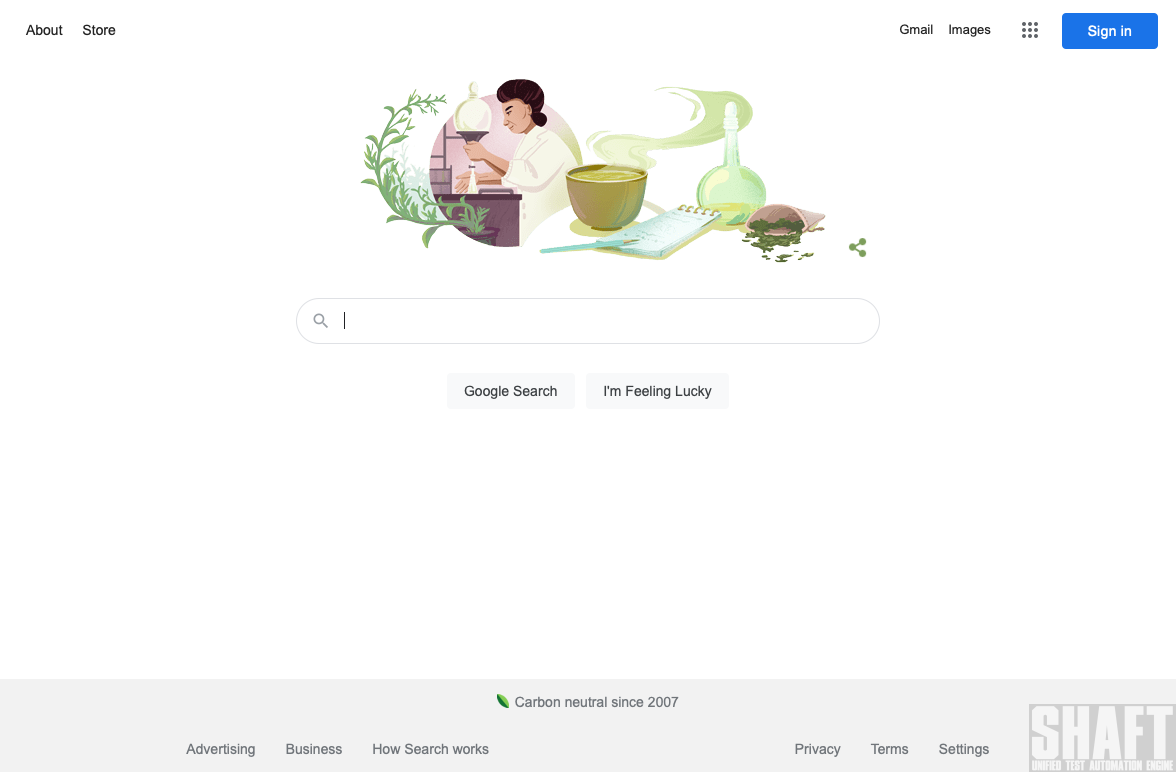 About Store Gmail Images Sign in
Google Search I'm Feeling Lucky
Carbon neutral since 2007
Advertising Business How Search works Privacy Terms Settings
SHAFT
UNIFIED TEST AUTOMATION ENGINE